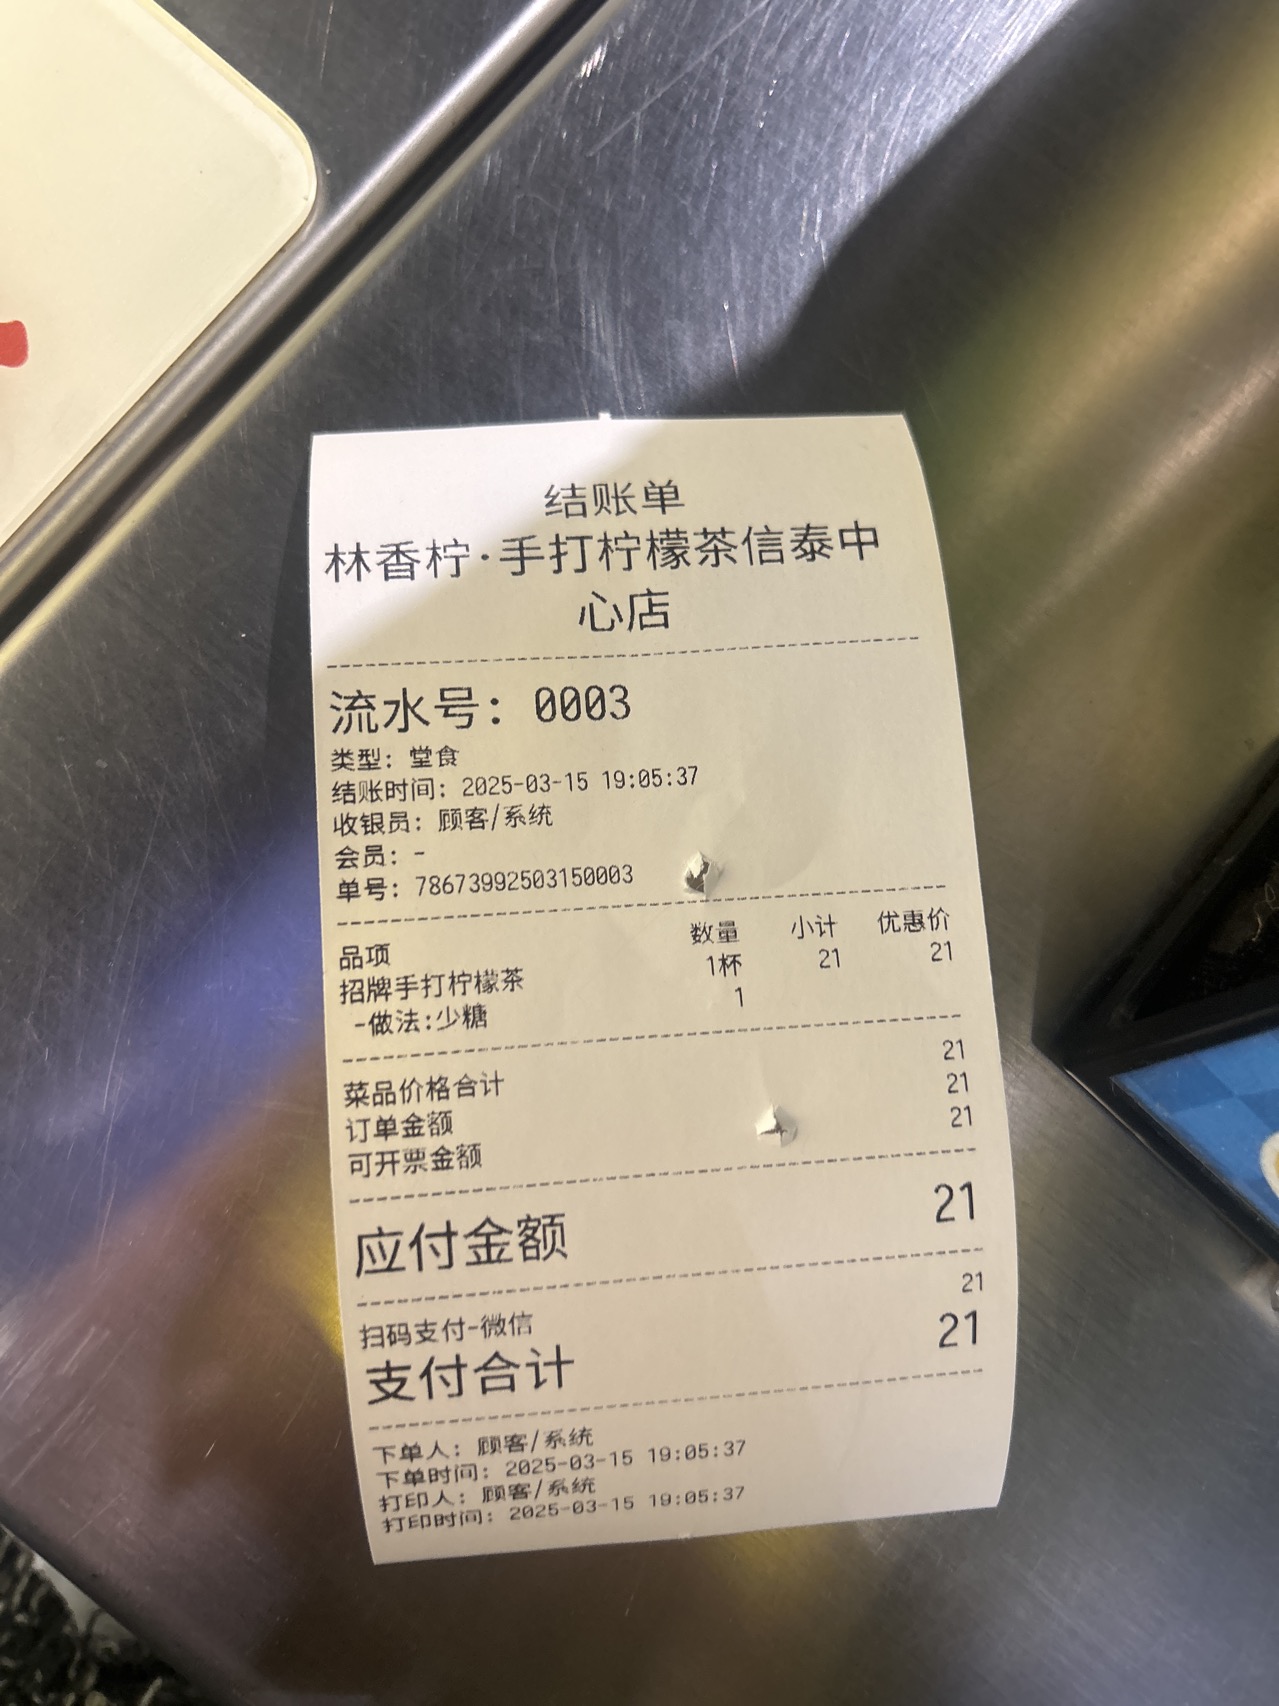 结账单
林香柠·手打柠檬茶信泰中
心店
流水号：0003
类型：堂食
结账时间：2025-03-15 19:05:37
收银员：顾客/系统
会员：-
单号：78673992503150003
品项 数量 小计 优惠价
招牌手打柠檬茶 1杯 21 21
-做法:少糖 1
菜品价格合计 21
订单金额 21
可开票金额 21
应付金额 21
扫码支付-微信 21
支付合计 21
下单人：顾客/系统
下单时间：2025-03-15 19:05:37
打印人：顾客/系统
打印时间：2025-03-15 19:05:37